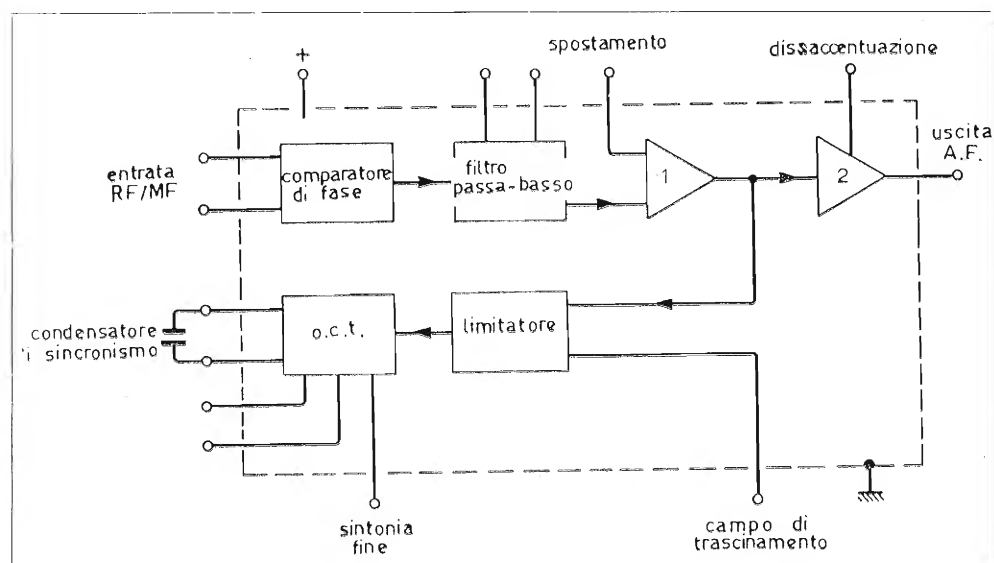 spostamento
dissaccentuazione
+
entrata
RF/MF
comparatore
di fase
filtro
passa-basso
1
2
uscita
A.F.
condensatore
'i sincronismo
o.c.t.
limitatore
sintonia
fine
campo di
trascinamento